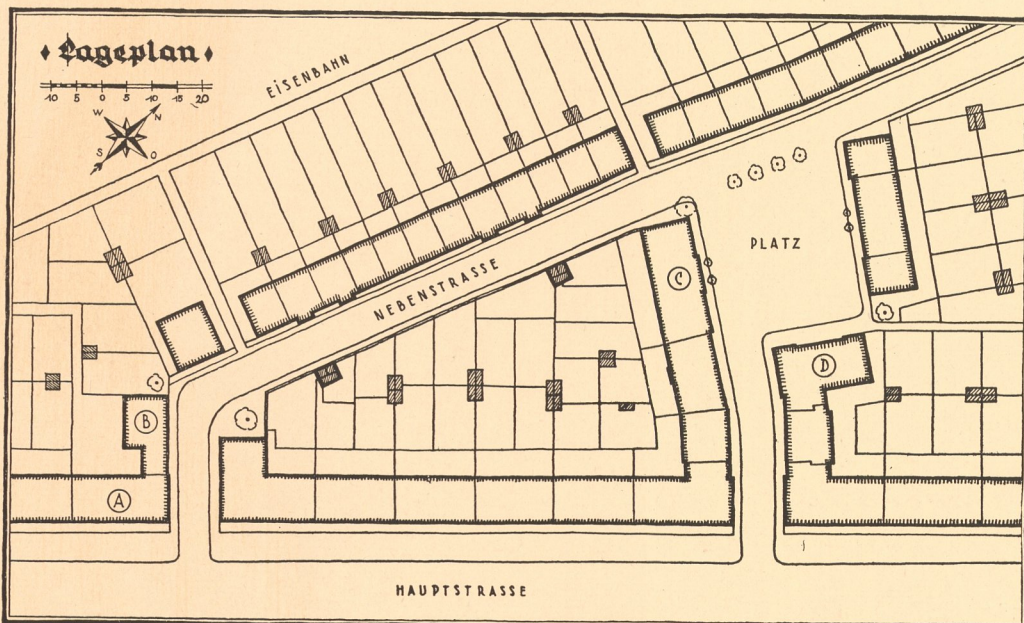 Lageplan
10 5 0 5 10 15 20
W N
S O
EISENBAHN
NEBENSTRASSE
PLATZ
C
D
B
A
HAUPTSTRASSE